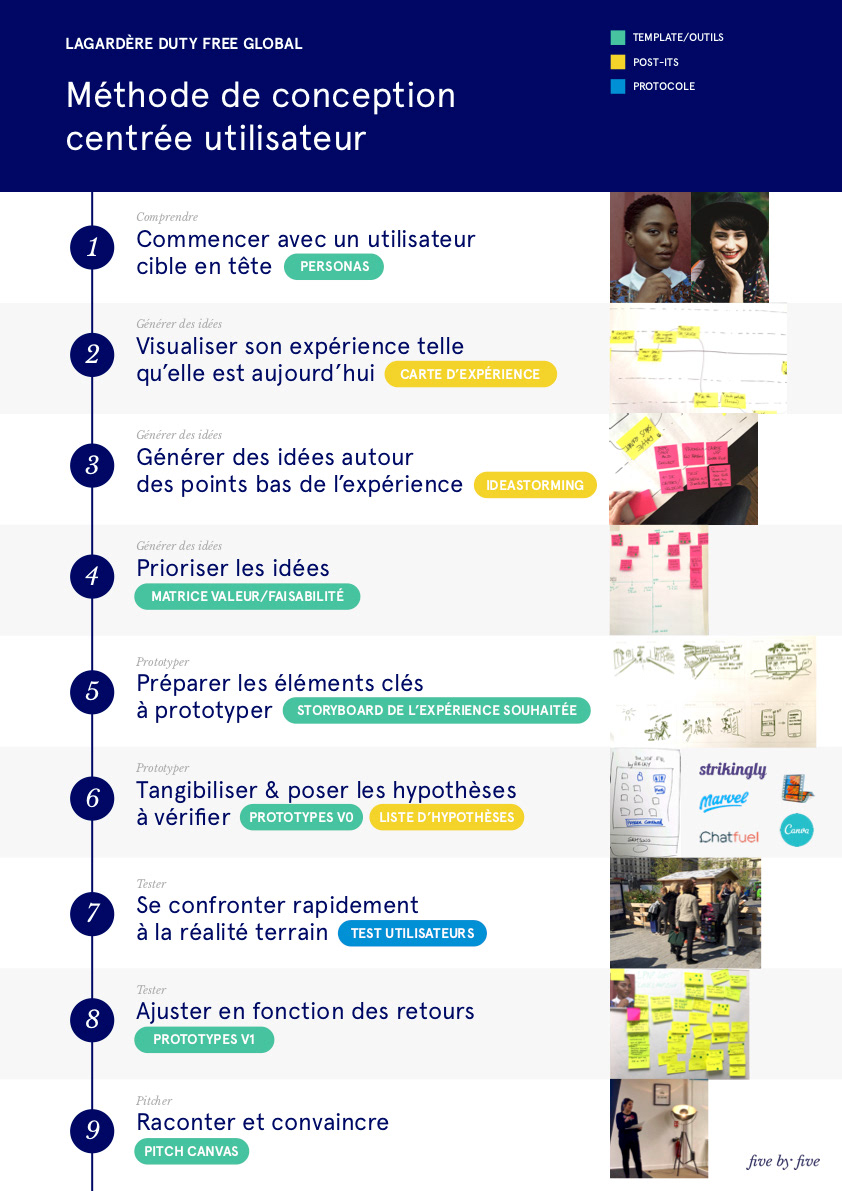 LAGARDÈRE DUTY FREE GLOBAL
Méthode de conception
centrée utilisateur
TEMPLATE/OUTILS
POST-ITS
PROTOCOLE
1
Comprendre
Commencer avec un utilisateur
cible en tête PERSONAS
2
Générer des idées
Visualiser son expérience telle
qu’elle est aujourd’hui CARTE D’EXPÉRIENCE
3
Générer des idées
Générer des idées autour
des points bas de l’expérience IDEASTORMING
4
Générer des idées
Prioriser les idées
MATRICE VALEUR/FAISABILITÉ
5
Prototyper
Préparer les éléments clés
à prototyper STORYBOARD DE L’EXPÉRIENCE SOUHAITÉE
6
Prototyper
Tangibiliser & poser les hypothèses
à vérifier PROTOTYPES V0 LISTE D’HYPOTHÈSES
strikingly
Marvel
Chatfuel
Canva
7
Tester
Se confronter rapidement
à la réalité terrain TEST UTILISATEURS
8
Tester
Ajuster en fonction des retours
PROTOTYPES V1
9
Pitcher
Raconter et convaincre
PITCH CANVAS
five by five